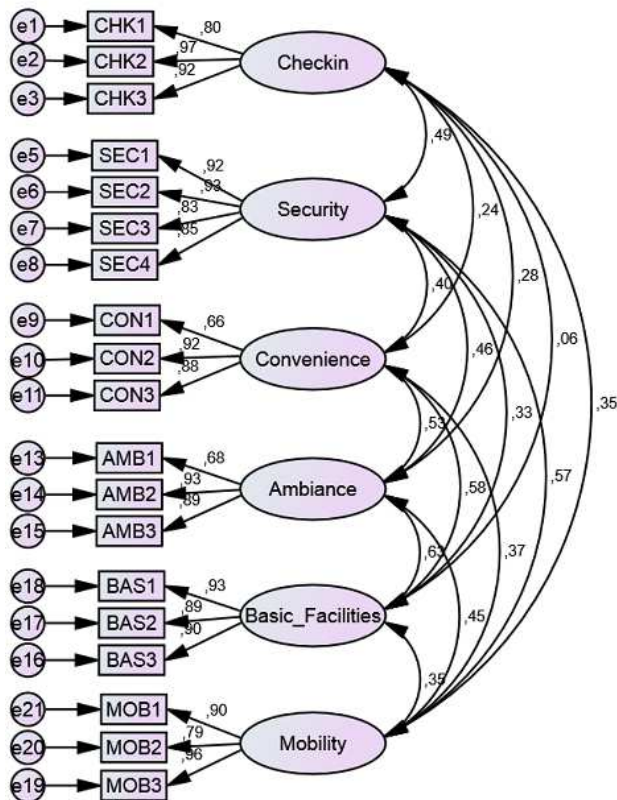 e1 CHK1 ,80
e2 CHK2 ,97 Checkin
e3 CHK3 ,92
,49
e5 SEC1 ,92
e6 SEC2 ,93 Security ,24
e7 SEC3 ,83
e8 SEC4 ,85
,40 ,28
e9 CON1 ,66
e10 CON2 ,92 Convenience ,46 ,06
e11 CON3 ,88
,53 ,33 ,35
e13 AMB1 ,68
e14 AMB2 ,93 Ambiance ,58 ,57
e15 AMB3 ,89
,63 ,37
e18 BAS1 ,93
e17 BAS2 ,89 Basic_Facilities ,45
e16 BAS3 ,90
,35
e21 MOB1 ,90
e20 MOB2 ,79 Mobility
e19 MOB3 ,96